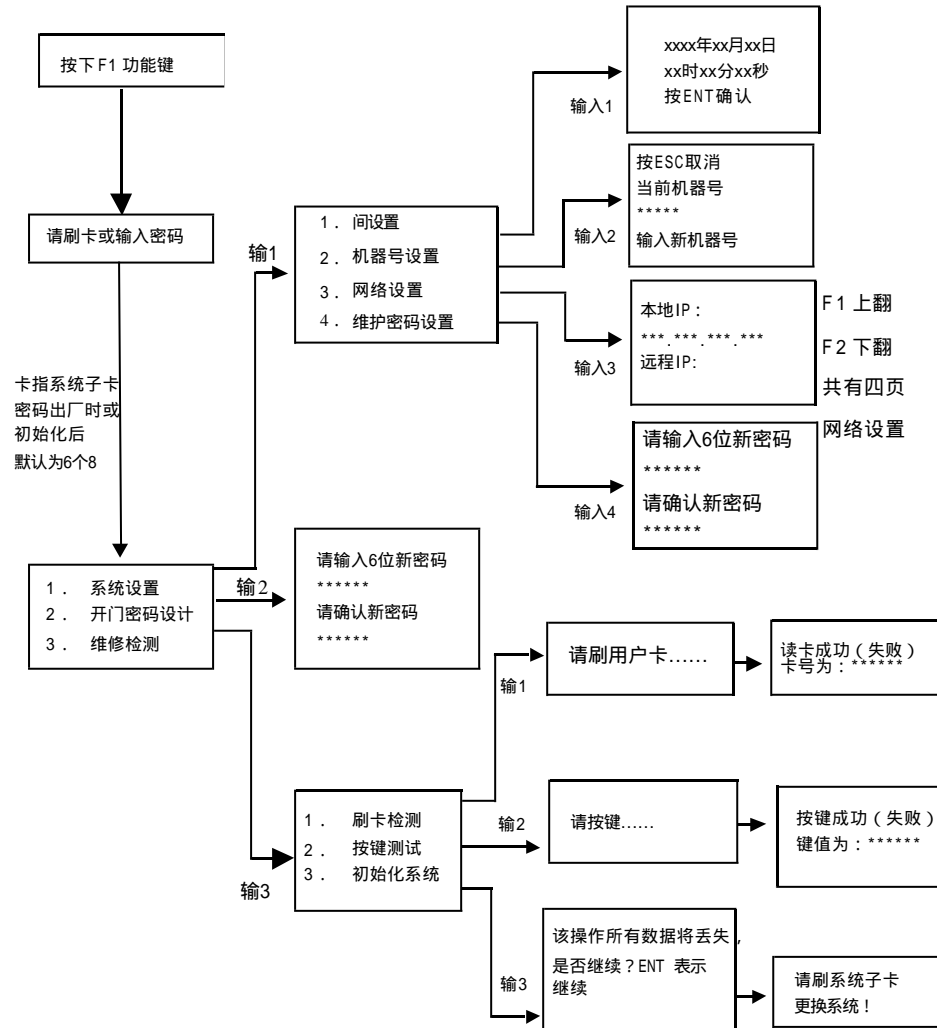 按下F1 功能键
请刷卡或输入密码
卡指系统子卡
密码出厂时或
初始化后
默认为6个8
1． 系统设置
2． 开门密码设计
3． 维修检测
输1
1．间设置
2．机器号设置
3．网络设置
4．维护密码设置
输入1
xxxx年xx月xx日
xx时xx分xx秒
按ENT确认
输入2
按ESC取消
当前机器号
*****
输入新机器号
输入3
本地IP：
***.***.***.***
远程IP:
F1 上翻
F2 下翻
共有四页
网络设置
输入4
请输入6位新密码
******
请确认新密码
******
输2
请输入6位新密码
******
请确认新密码
******
输3
1． 刷卡检测
2． 按键测试
3． 初始化系统
输1
请刷用户卡……
读卡成功（失败）
卡号为：******
输2
请按键……
按键成功（失败）
键值为：******
输3
该操作所有数据将丢失，
是否继续？ENT 表示
继续
请刷系统子卡
更换系统！